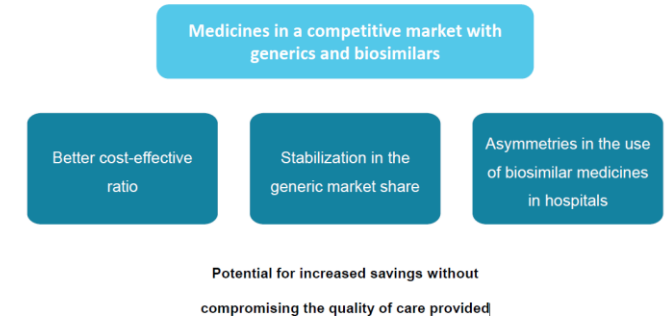 Medicines in a competitive market with
generics and biosimilars
Better cost-effective
ratio
Stabilization in the
generic market share
Asymmetries in the use
of biosimilar medicines
in hospitals
Potential for increased savings without
compromising the quality of care provided